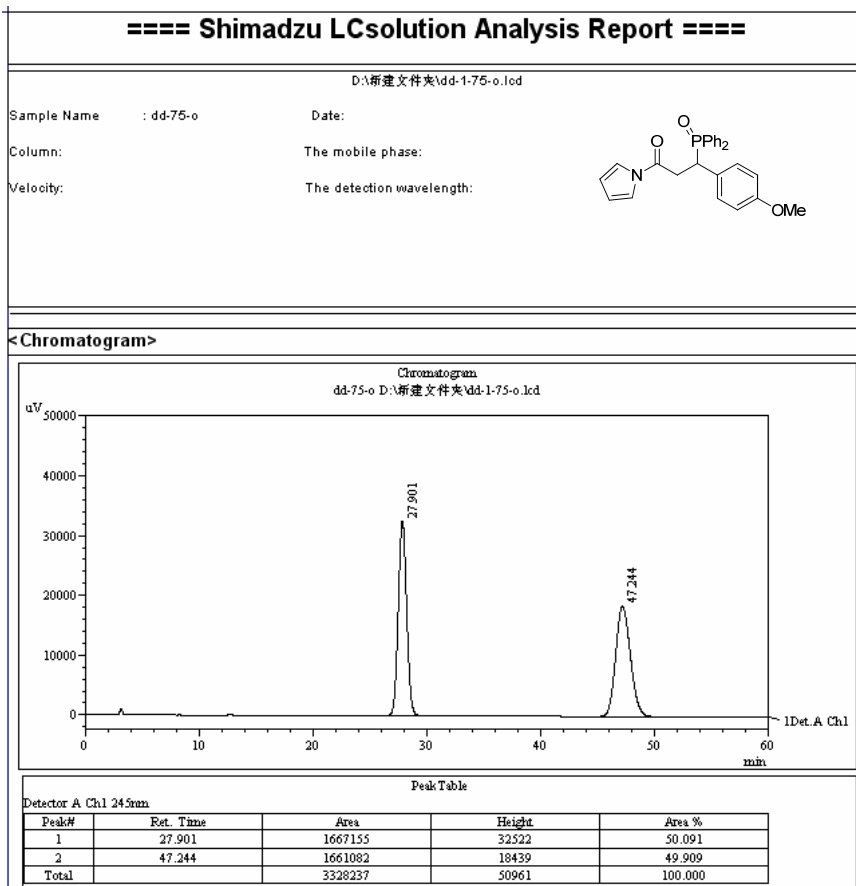 ==== Shimadzu LCsolution Analysis Report ====
D:\新建文件夹\dd-1-75-o.lcd
Sample Name : dd-75-o Date:
Column: The mobile phase:
Velocity: The detection wavelength:
O
O PPh2
N
OMe
<Chromatogram>
Chromatogram
dd-75-o D:\新建文件夹\dd-1-75-o.lcd
uV
50000
40000
30000
20000
10000
0
27.901
47.244
1Det.A Ch1
0 10 20 30 40 50 60
min
PeakTable
Detector A Ch1 245nm
Peak# Ret. Time Area Height Area %
1 27.901 1667155 32522 50.091
2 47.244 1661082 18439 49.909
Total 3328237 50961 100.000